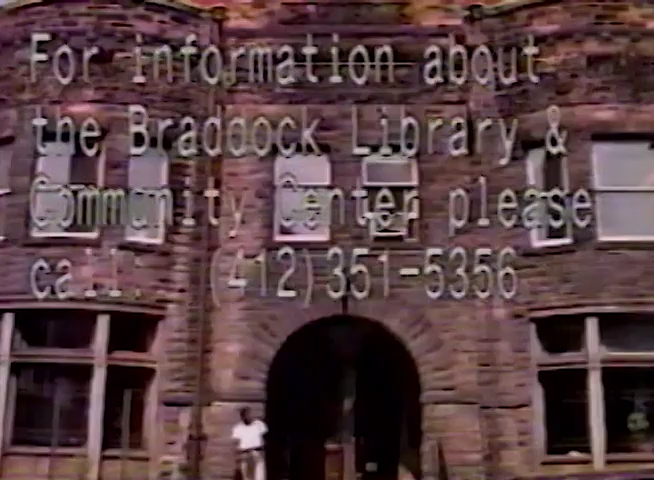 For information about
the Braddock Library &
Community Center please
call: (412)351-5356